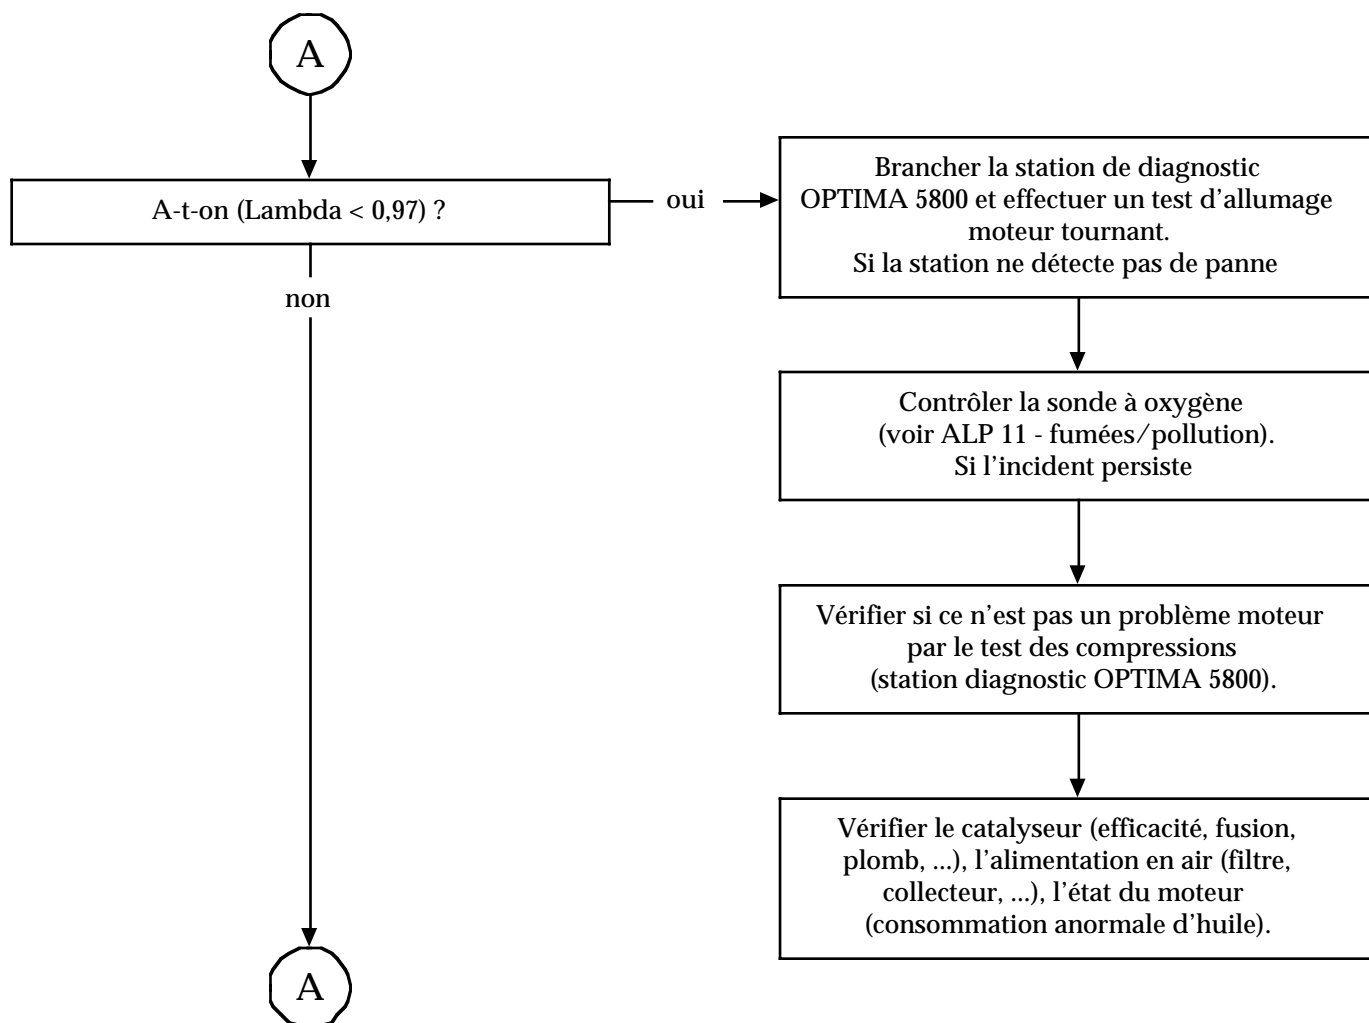 A
A-t-on (Lambda < 0,97) ?
oui
Brancher la station de diagnostic
OPTIMA 5800 et effectuer un test d’allumage
moteur tournant.
Si la station ne détecte pas de panne
non
Contrôler la sonde à oxygène
(voir ALP 11 - fumées/pollution).
Si l’incident persiste
Vérifier si ce n’est pas un problème moteur
par le test des compressions
(station diagnostic OPTIMA 5800).
Vérifier le catalyseur (efficacité, fusion,
plomb, ...), l’alimentation en air (filtre,
collecteur, ...), l’état du moteur
(consommation anormale d’huile).
A